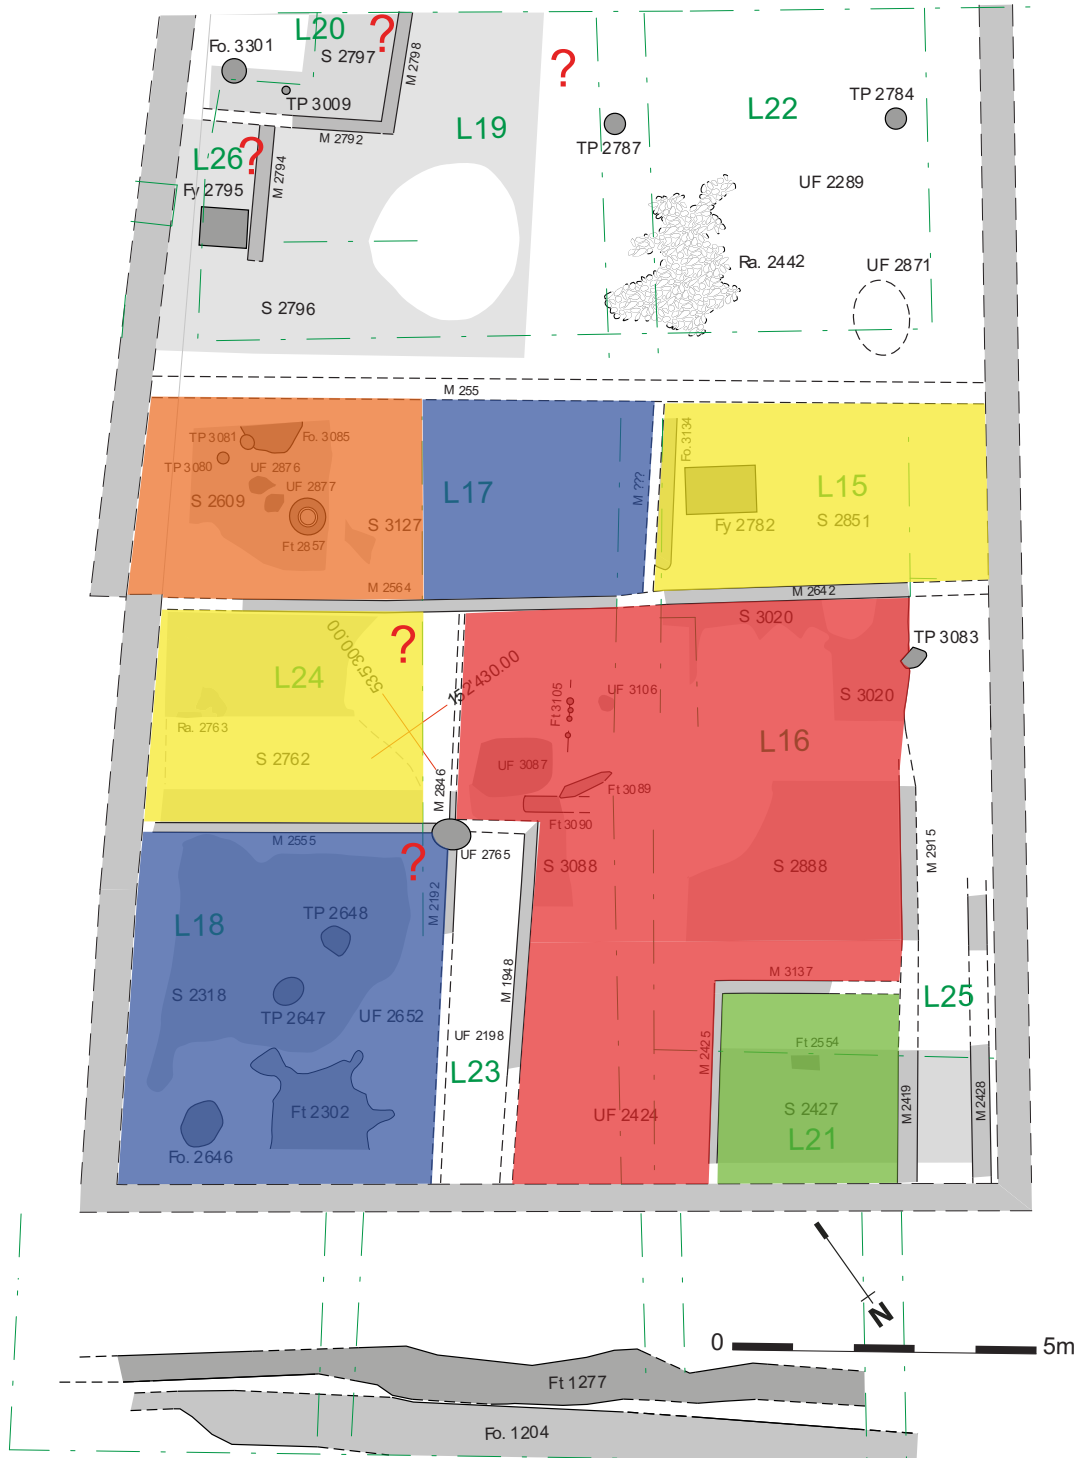 L20
?
Fo. 3301
S 2797
M 2798
?
TP 3009
TP 2784
L22
L19
M 2792
TP 2787
L26
?
M 2794
Fy 2795
UF 2289
Ra. 2442
UF 2871
S 2796
M 255
TP 3081
Fo. 3085
Fo. 3134
TP 3080
UF 2876
UF 2877
S 2609
L17
M ???
L15
S 2851
S 3127
Fy 2782
Ft 2857
M 2564
M 2642
S 3020
535'300.00
?
152'430.00
TP 3083
L24
UF 3106
S 3020
Ft 3105
Ra. 2763
L16
S 2762
UF 3087
M 2846
Ft 3089
Ft 3090
M 2555
?
UF 2765
S 3088
S 2888
M 2915
M 2192
L18
TP 2648
M 1948
M 3137
S 2318
L25
TP 2647
UF 2652
UF 2198
M 2425
Ft 2554
L23
Ft 2302
UF 2424
S 2427
M 2419
M 2428
L21
Fo. 2646
N
0
5m
Ft 1277
Fo. 1204